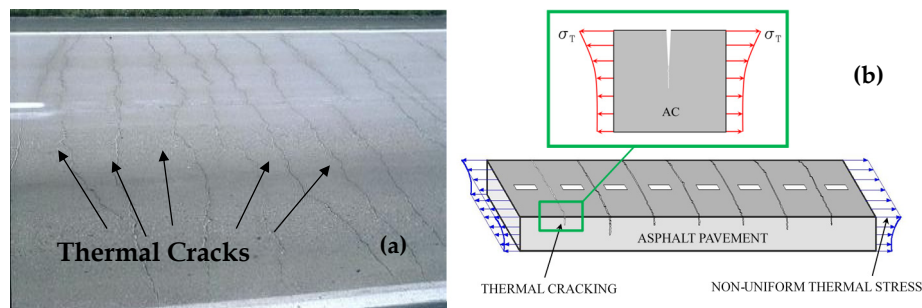 Thermal Cracks
(a)
σT
σT
(b)
AC
ASPHALT PAVEMENT
THERMAL CRACKING
NON-UNIFORM THERMAL STRESS